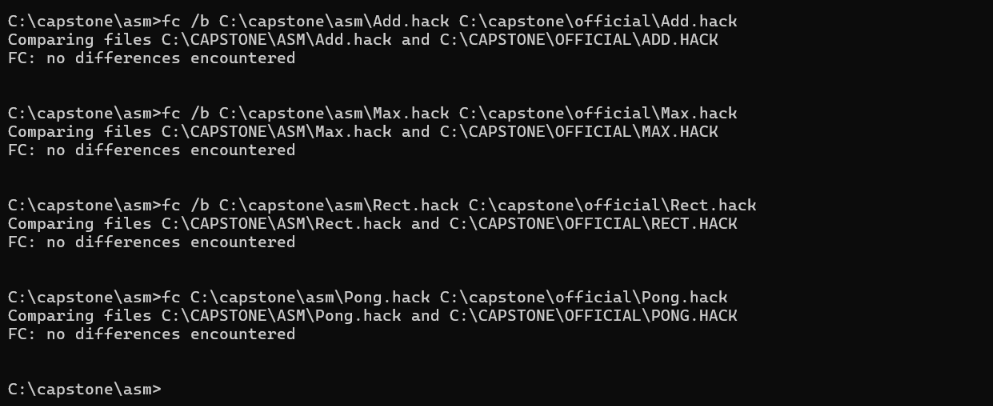 C:\capstone\asm>fc /b C:\capstone\asm\Add.hack C:\capstone\official\Add.hack
Comparing files C:\CAPSTONE\ASM\Add.hack and C:\CAPSTONE\OFFICIAL\ADD.HACK
FC: no differences encountered
C:\capstone\asm>fc /b C:\capstone\asm\Max.hack C:\capstone\official\Max.hack
Comparing files C:\CAPSTONE\ASM\Max.hack and C:\CAPSTONE\OFFICIAL\MAX.HACK
FC: no differences encountered
C:\capstone\asm>fc /b C:\capstone\asm\Rect.hack C:\capstone\official\Rect.hack
Comparing files C:\CAPSTONE\ASM\Rect.hack and C:\CAPSTONE\OFFICIAL\RECT.HACK
FC: no differences encountered
C:\capstone\asm>fc C:\capstone\asm\Pong.hack C:\capstone\official\Pong.hack
Comparing files C:\CAPSTONE\ASM\Pong.hack and C:\CAPSTONE\OFFICIAL\PONG.HACK
FC: no differences encountered
C:\capstone\asm>